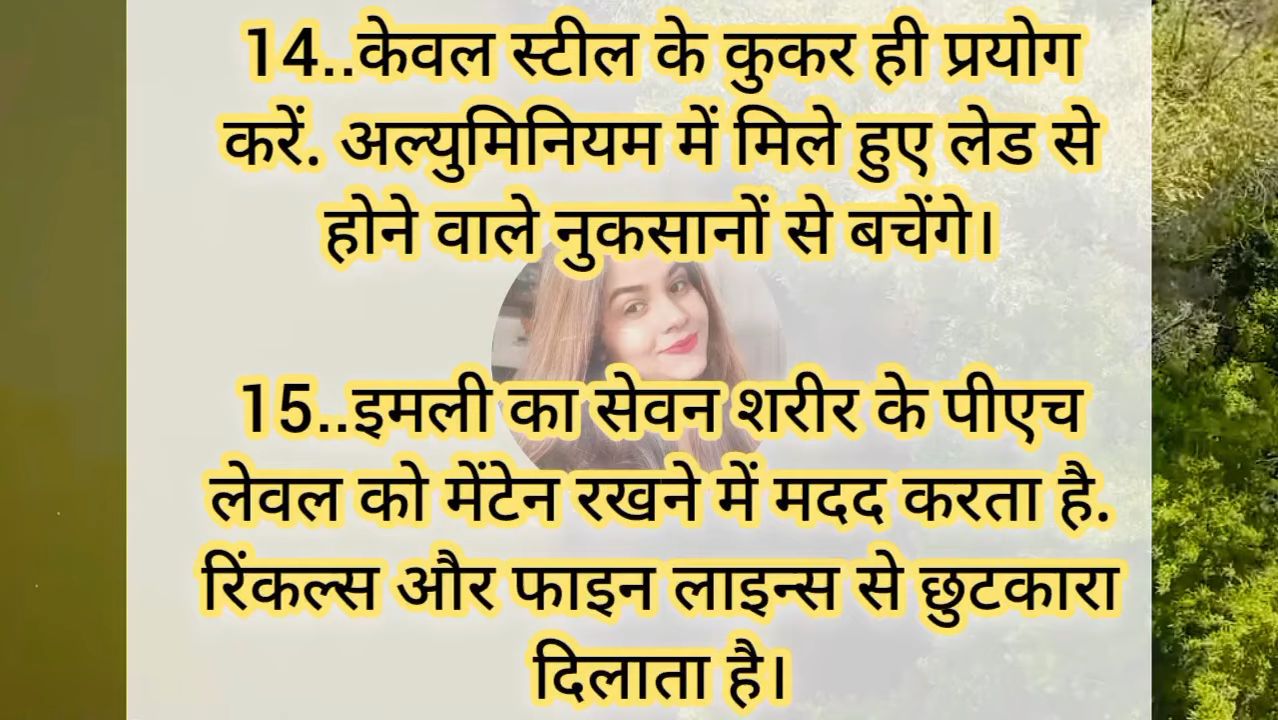 14..केवल स्टील के कुकर ही प्रयोग
करें. अल्युमिनियम में मिले हुए लेड से
होने वाले नुकसानों से बचेंगे।
15..इमली का सेवन शरीर के पीएच
लेवल को मेंटेन रखने में मदद करता है.
रिंकल्स और फाइन लाइन्स से छुटकारा
दिलाता है।